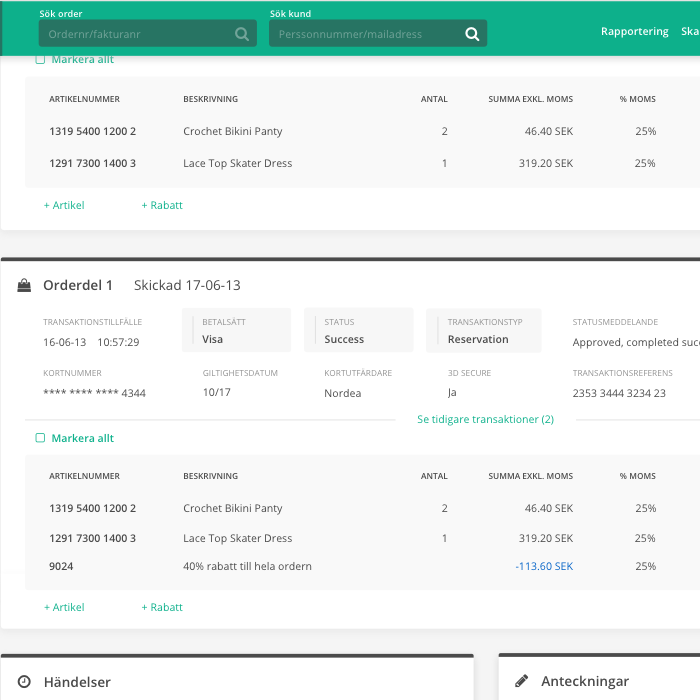 Sök order Sök kund
Ordernr/fakturanr Perssonnummer/mailadress Rapportering Ska
Markera allt
ARTIKELNUMMER BESKRIVNING ANTAL SUMMA EXKL. MOMS % MOMS
1319 5400 1200 2 Crochet Bikini Panty 2 46.40 SEK 25%
1291 7300 1400 3 Lace Top Skater Dress 1 319.20 SEK 25%
+ Artikel + Rabatt
Orderdel 1 Skickad 17-06-13
TRANSAKTIONSTILLFÄLLE BETALSÄTT STATUS TRANSAKTIONSTYP STATUSMEDDELANDE
16-06-13 10:57:29 Visa Success Reservation Approved, completed suc
KORTNUMMER GILTIGHETSDATUM KORTUTFÄRDARE 3D SECURE TRANSAKTIONSREFERENS
**** **** **** 4344 10/17 Nordea Ja 2353 3444 3234 23
Se tidigare transaktioner (2)
Markera allt
ARTIKELNUMMER BESKRIVNING ANTAL SUMMA EXKL. MOMS % MOMS
1319 5400 1200 2 Crochet Bikini Panty 2 46.40 SEK 25%
1291 7300 1400 3 Lace Top Skater Dress 1 319.20 SEK 25%
9024 40% rabatt till hela ordern -113.60 SEK 25%
+ Artikel + Rabatt
Händelser Anteckningar